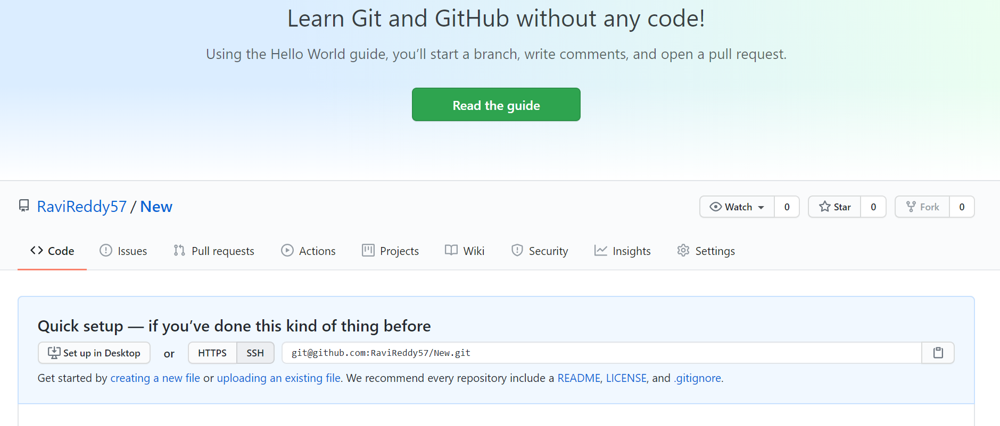 Learn Git and GitHub without any code!
Using the Hello World guide, you’ll start a branch, write comments, and open a pull request.
Read the guide
RaviReddy57 / New
Watch 0 Star 0 Fork 0
Code Issues Pull requests Actions Projects Wiki Security Insights Settings
Quick setup — if you’ve done this kind of thing before
Set up in Desktop or HTTPS SSH git@github.com:RaviReddy57/New.git
Get started by creating a new file or uploading an existing file. We recommend every repository include a README, LICENSE, and .gitignore.